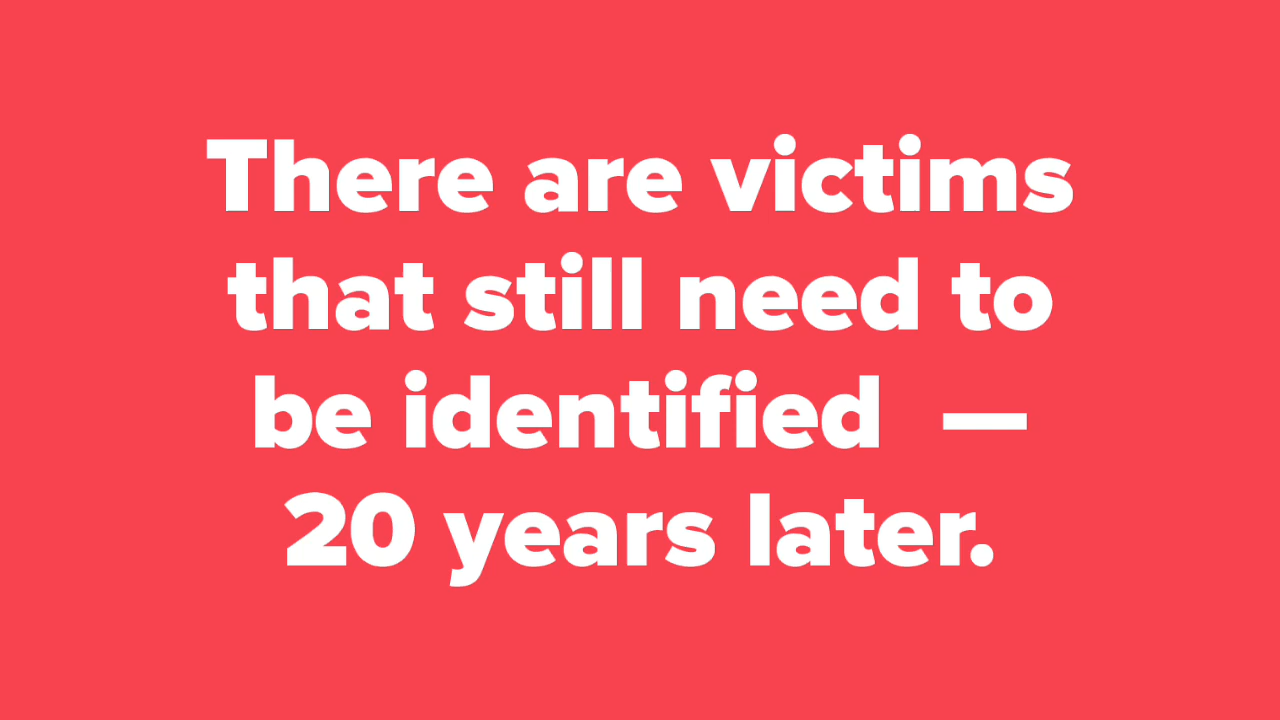 There are victims
that still need to
be identified —
20 years later.